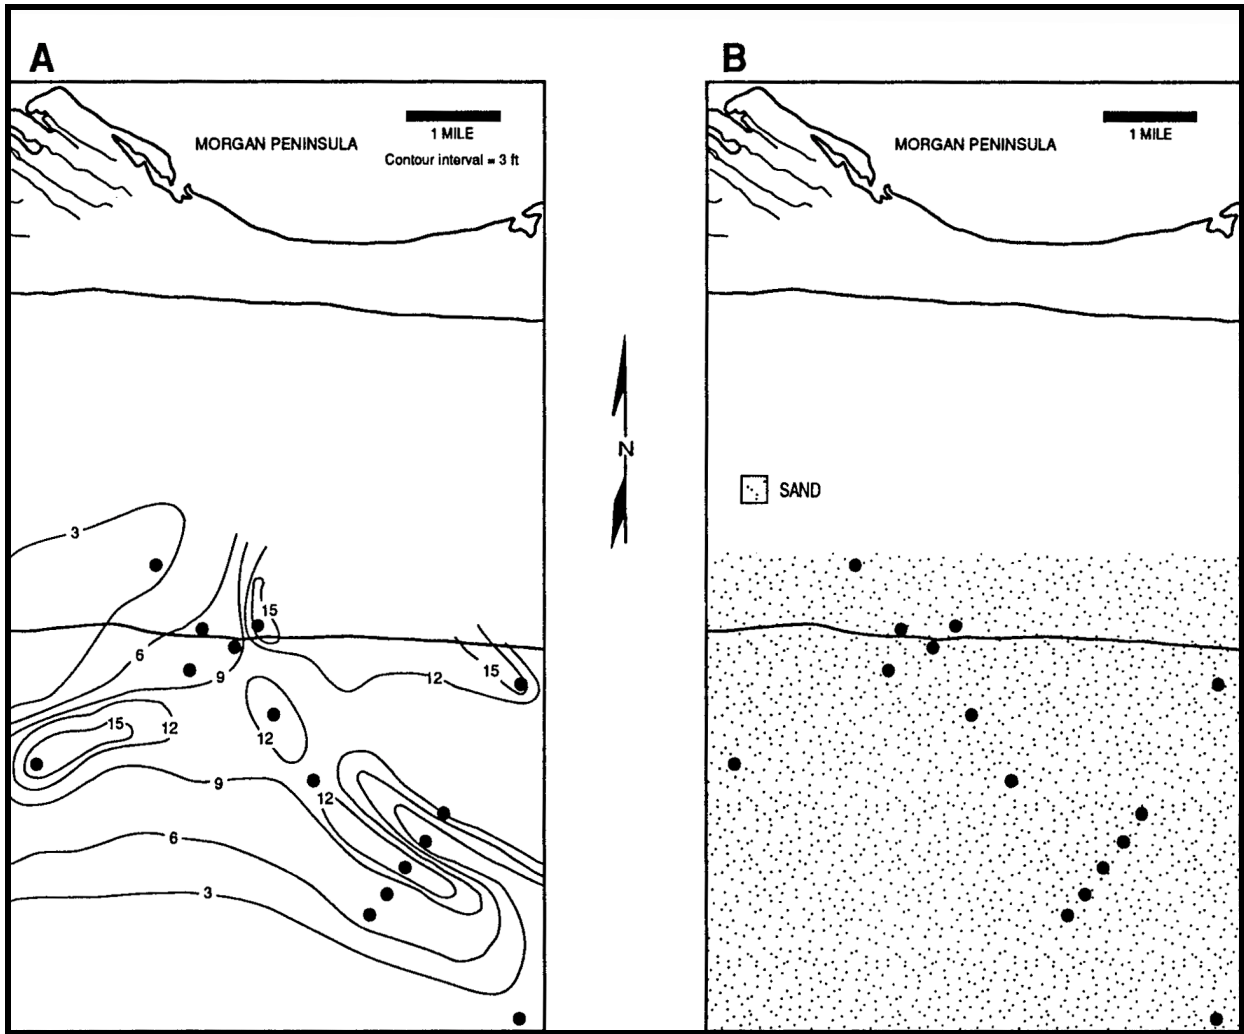 A
MORGAN PENINSULA
1 MILE
Contour interval = 3 ft
3
15
6
9
12
15
15
12
12
9
12
6
3
N
B
MORGAN PENINSULA
1 MILE
SAND